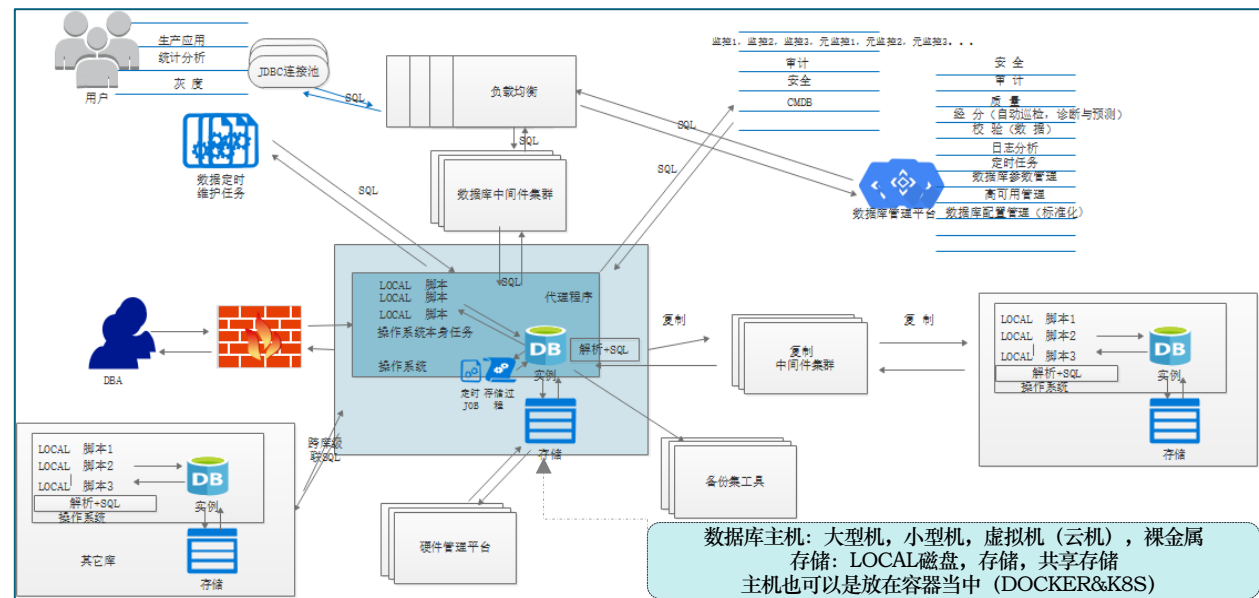 生产应用
统计分析
灰 度
用户
JDBC连接池
SQL
负载均衡
监控1, 监控2, 监控3, 元监控1, 元监控2, 元监控3...
审计
安全
CMDB
安 全
审 计
质 量
经 分（自动巡检, 诊断与预测）
校 验（数 据）
日志分析
定时任务
数据库参数管理
高可用管理
数据库配置管理（标准化）
数据库管理平台
SQL
SQL
SQL
SQL
数据定时
维护任务
数据库中间件集群
SQL
LOCAL 脚本
LOCAL 脚本
LOCAL 脚本
代理程序
操作系统本身任务
操作系统
DB
解析+SQL
实例
定时
JOB
存储过
程
存储
DBA
复制
复制
中间件集群
复 制
LOCAL 脚本1
LOCAL 脚本2
LOCAL 脚本3
解析+SQL
操作系统
DB
实例
存储
跨库级
联SQL
LOCAL 脚本1
LOCAL 脚本2
LOCAL 脚本3
解析+SQL
操作系统
DB
实例
其它库
存储
硬件管理平台
备份集工具
数据库主机：大型机，小型机，虚拟机（云机），裸金属
存储：LOCAL磁盘，存储，共享存储
主机也可以是放在容器当中（DOCKER&K8S）